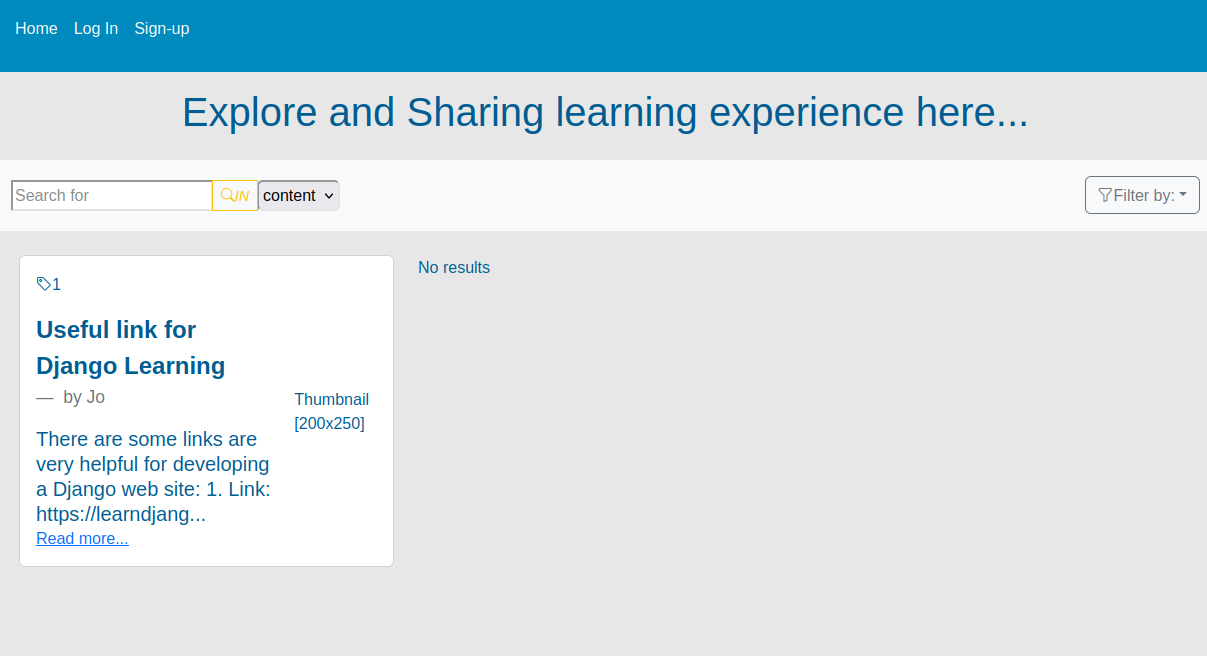 Home Log In Sign-up
Explore and Sharing learning experience here...
Search for IN content Filter by:
1
Useful link for
Django Learning
— by Jo
There are some links are
very helpful for developing
a Django web site: 1. Link:
https://learndjang...
Read more...
Thumbnail
[200x250]
No results